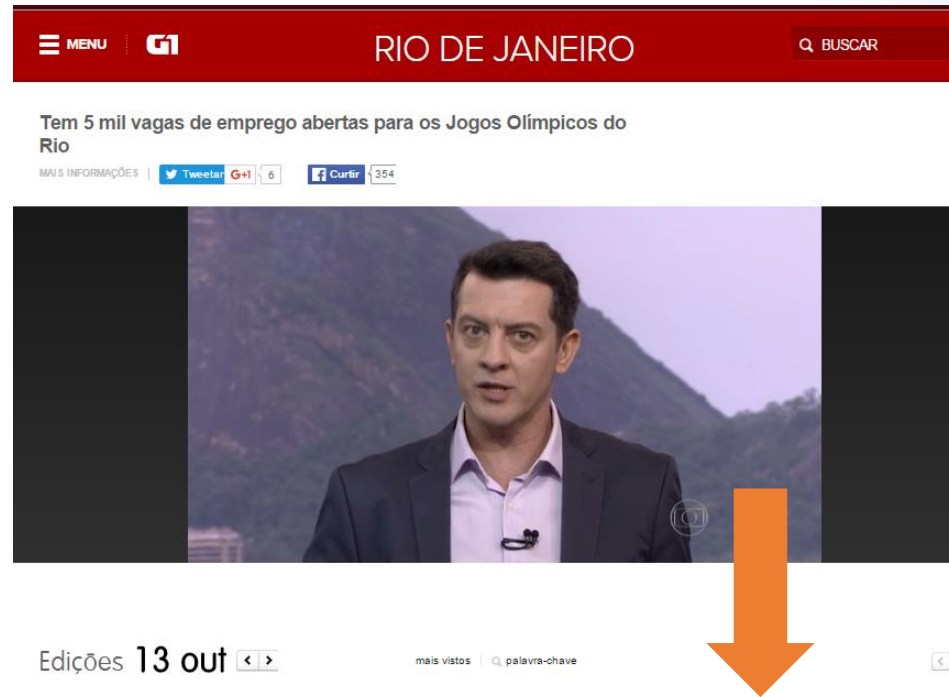 MENU G1 RIO DE JANEIRO BUSCAR
Tem 5 mil vagas de emprego abertas para os Jogos Olímpicos do
Rio
MAIS INFORMAÇÕES Tweetar G+1 6 Curtir 354
Edições 13 out mais vistos palavra-chave